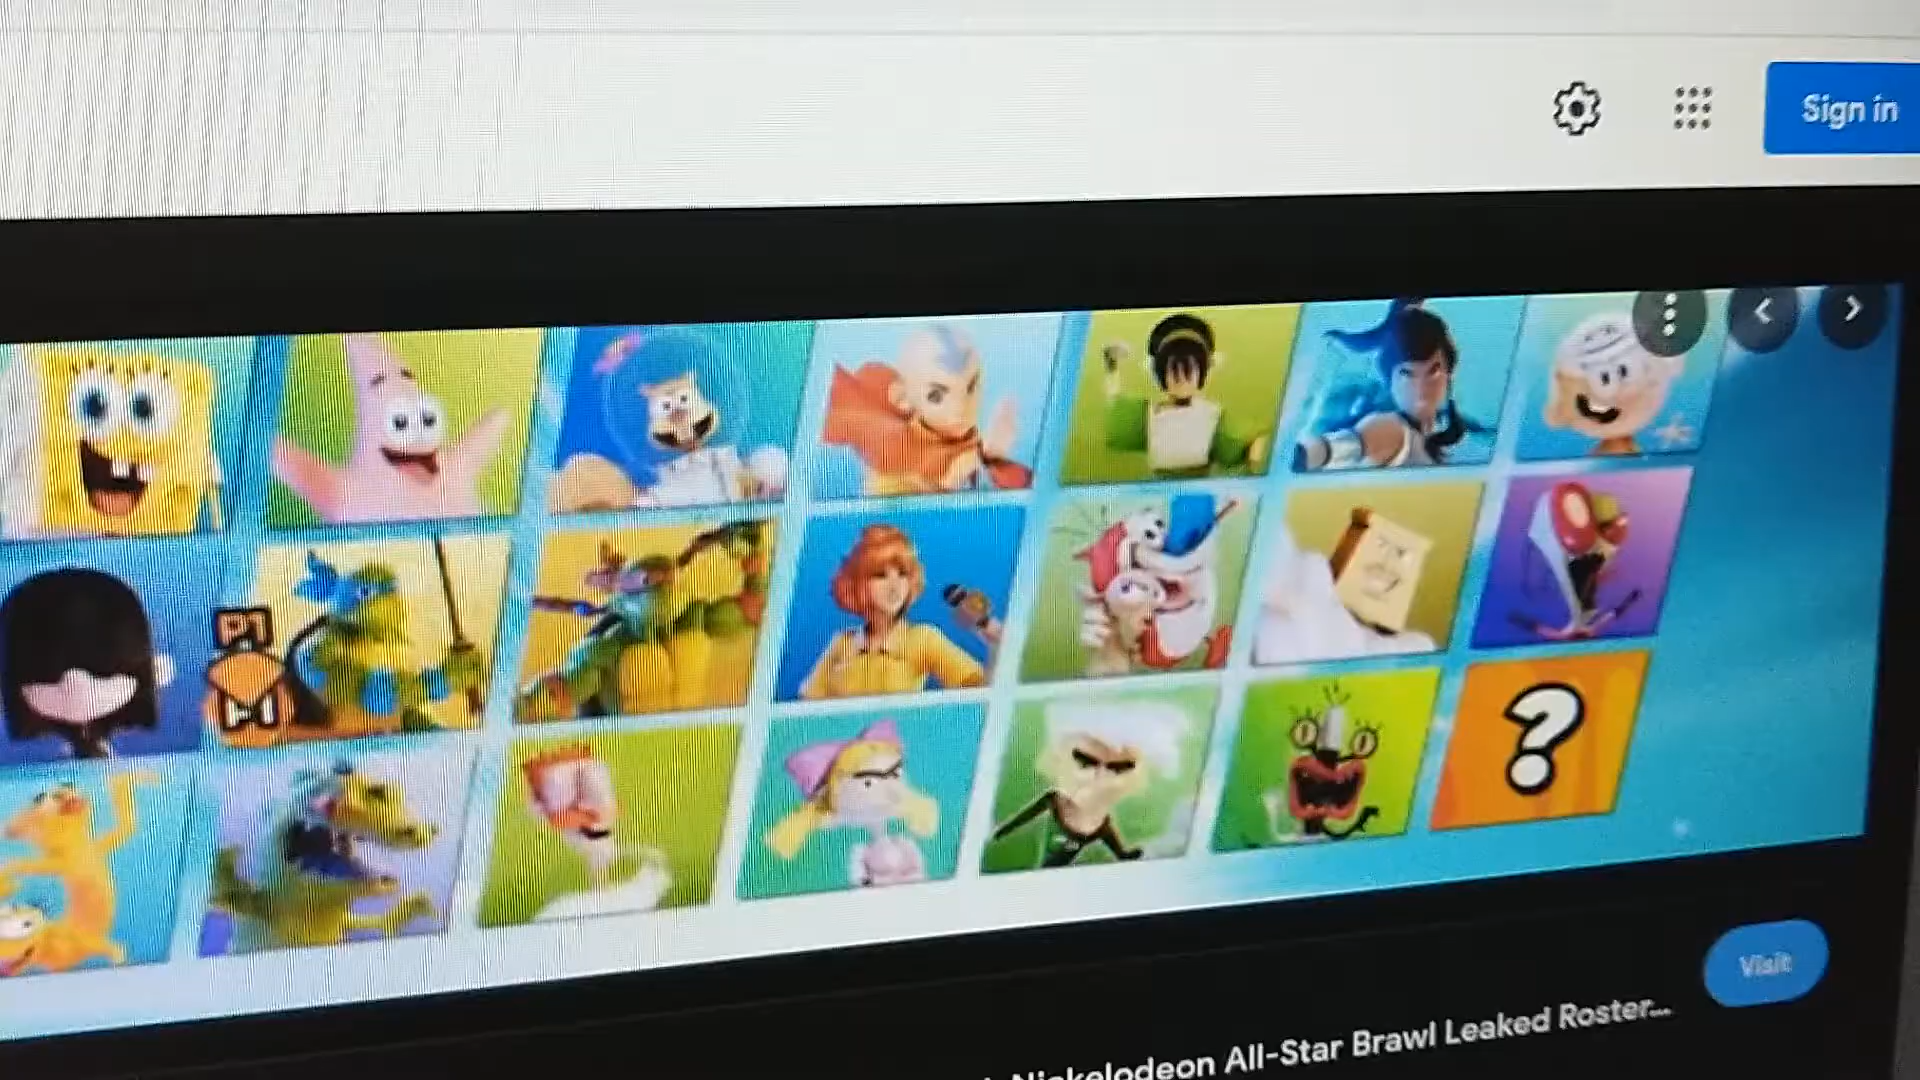 Sign in
P1
?
Visit
Nickelodeon All-Star Brawl Leaked Roster...